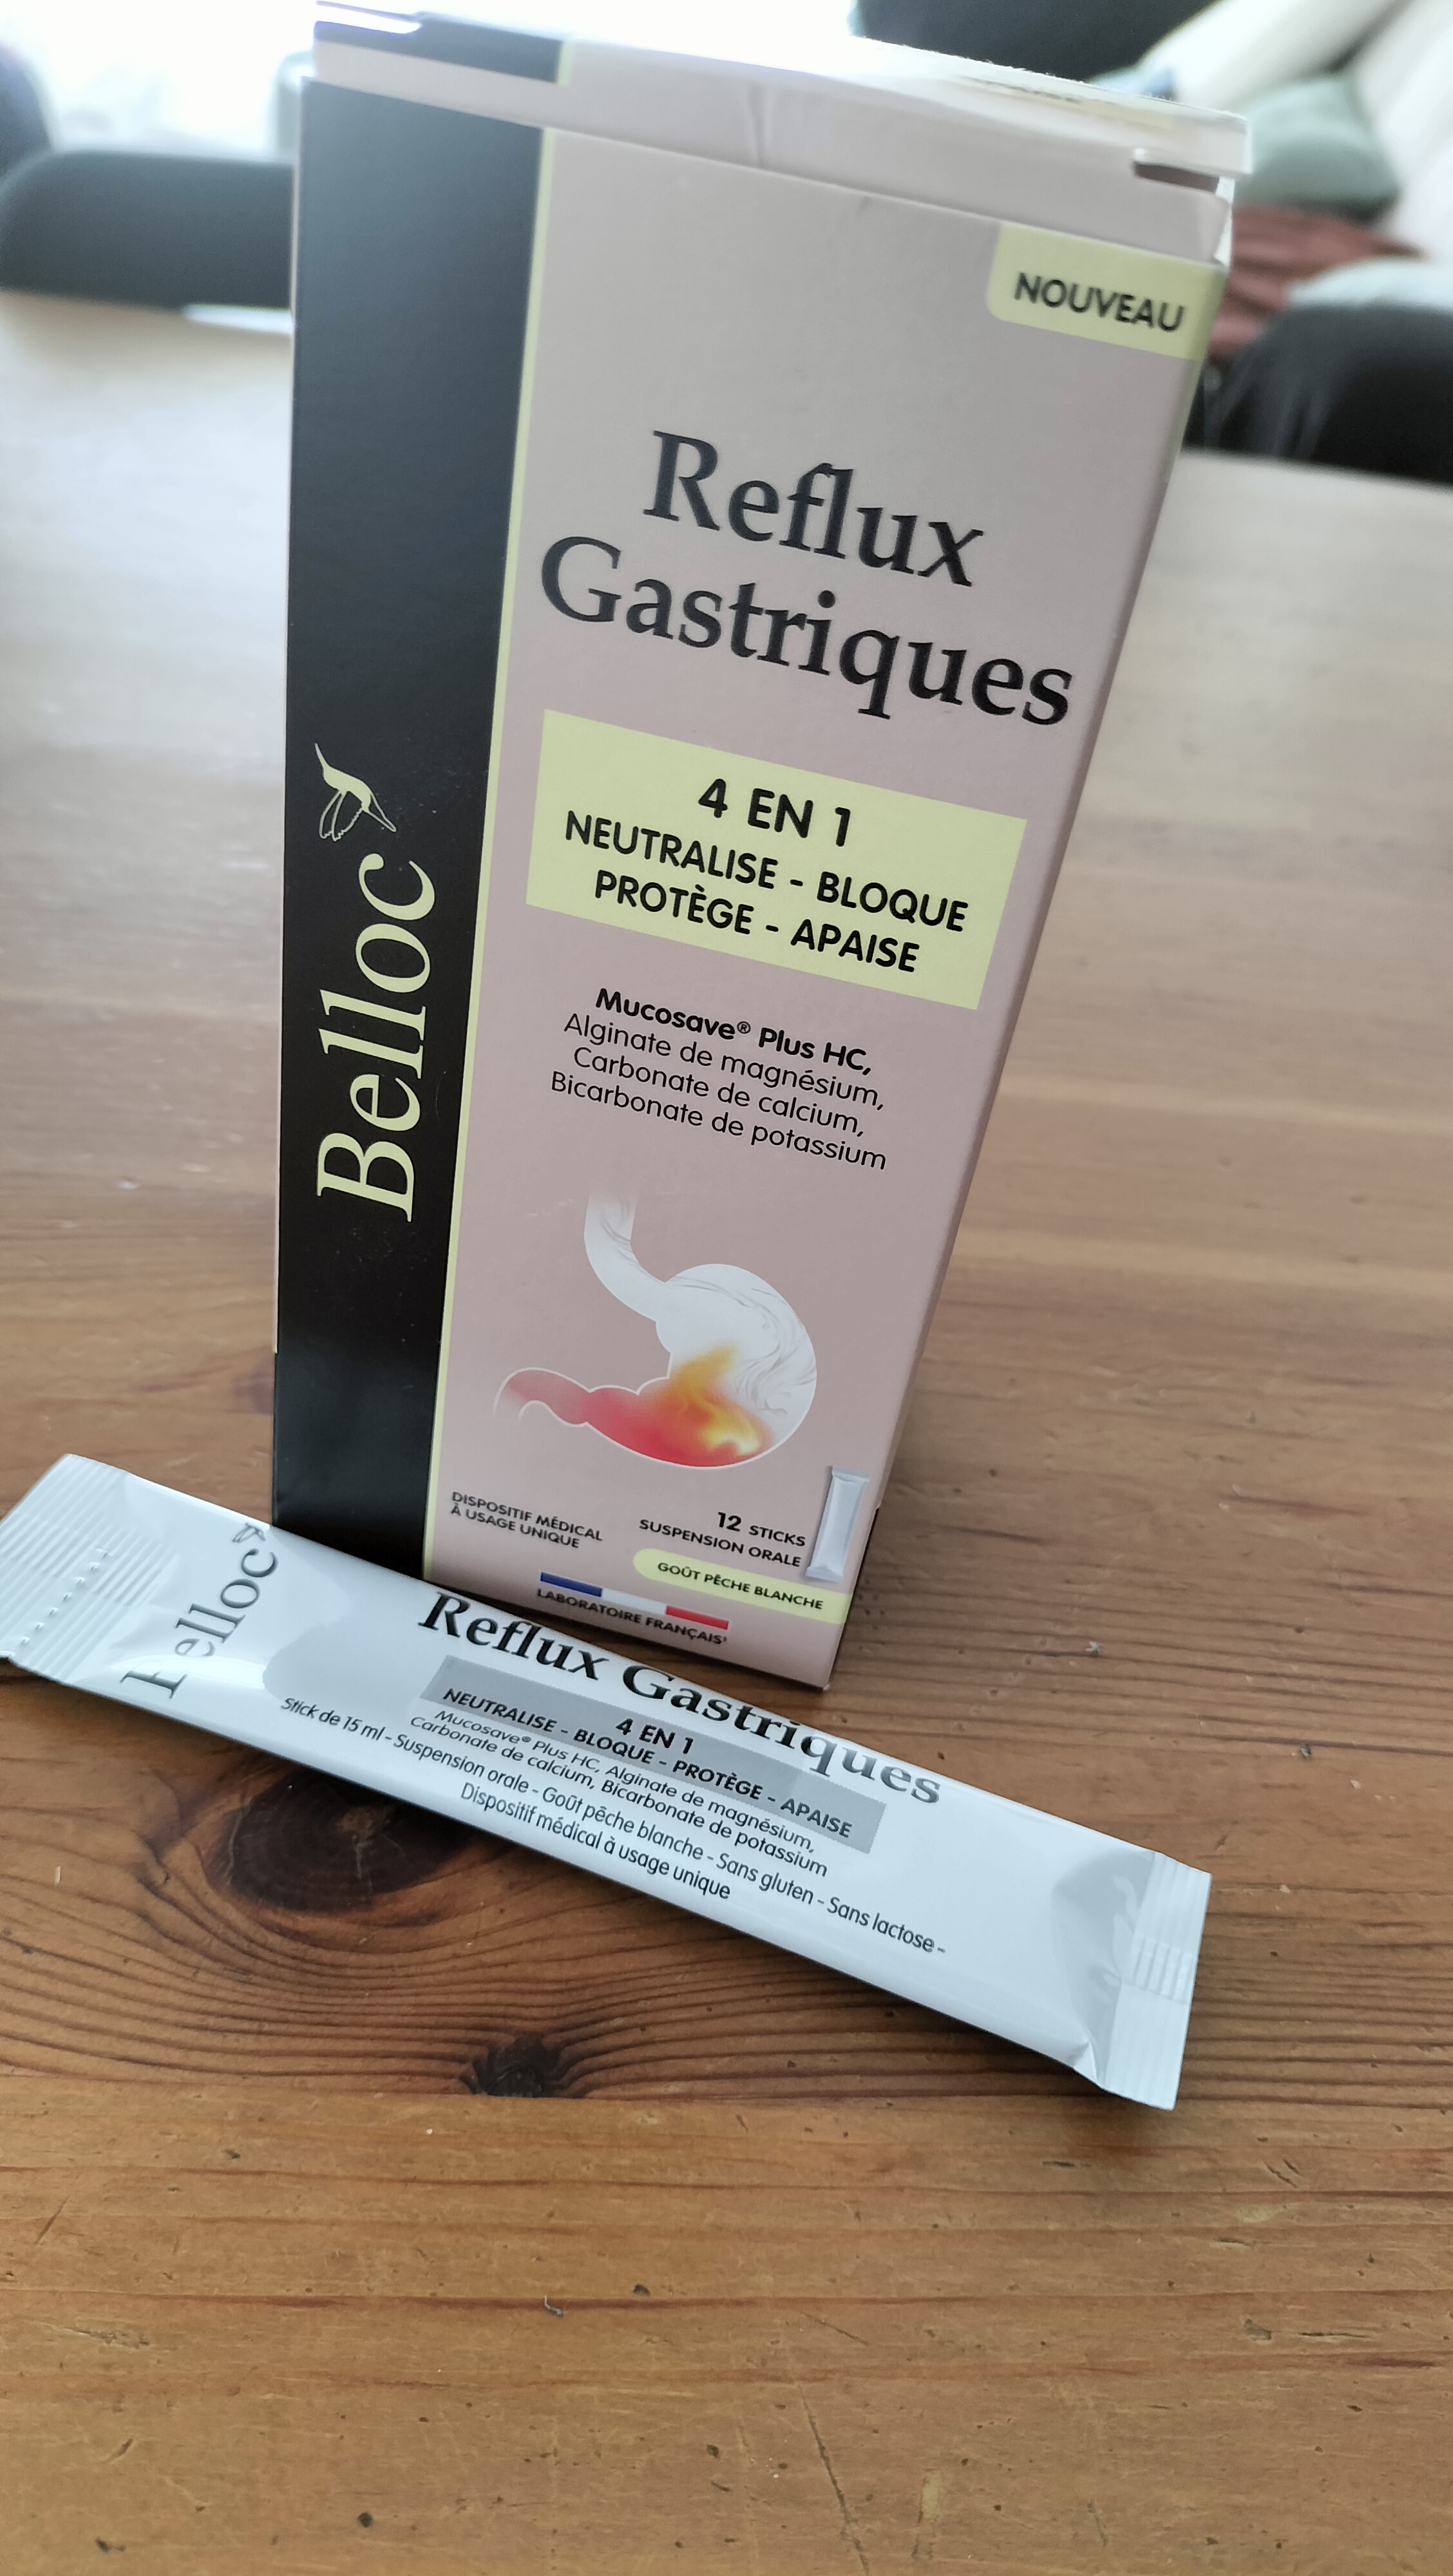 NOUVEAU
Reflux
Gastriques
4 EN 1
NEUTRALISE - BLOQUE
PROTÈGE - APAISE
Mucosave® Plus HC,
Alginate de magnésium,
Carbonate de calcium,
Bicarbonate de potassium
Belloc
DISPOSITIF MÉDICAL
À USAGE UNIQUE
12 STICKS
SUSPENSION ORALE
GOÛT PÊCHE BLANCHE
LABORATOIRE FRANÇAIS¹
Belloc
Reflux Gastriques
4 EN 1
NEUTRALISE - BLOQUE - PROTÈGE - APAISE
Mucosave® Plus HC, Alginate de magnésium,
Carbonate de calcium, Bicarbonate de potassium
Stick de 15 ml - Suspension orale - Goût pêche blanche - Sans gluten - Sans lactose -
Dispositif médical à usage unique